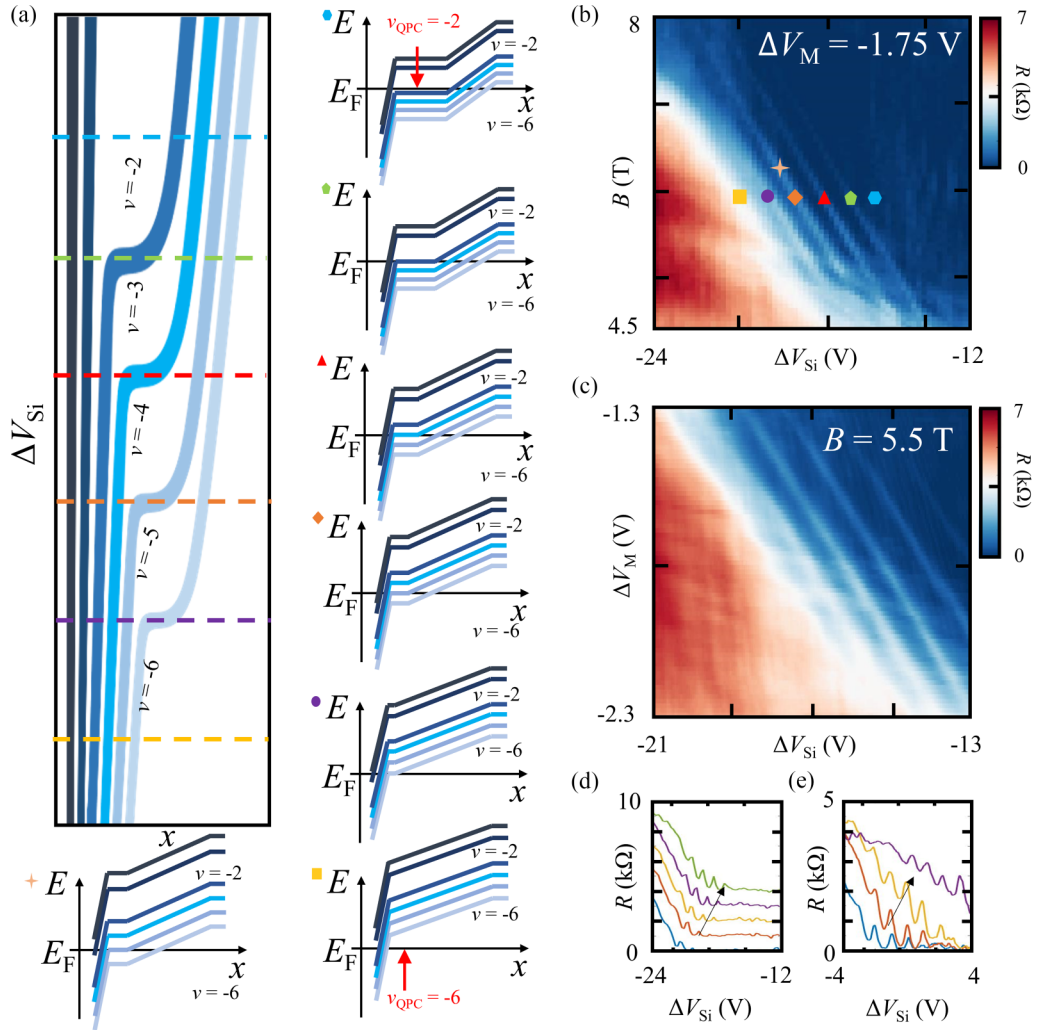 (a)
ΔV_Si
ν = -2
ν = -3
ν = -4
ν = -5
ν = -6
x
E
ν_QPC = -2
ν = -2
E_F
x
ν = -6
E
ν = -2
E_F
x
ν = -6
E
ν = -2
E_F
x
ν = -6
E
ν = -2
E_F
x
ν = -6
E
ν = -2
ν = -6
E_F
x
E
ν = -2
ν = -6
E_F
x
ν_QPC = -6
E
ν = -2
E_F
x
ν = -6
(b)
8
ΔV_M = -1.75 V
B (T)
4.5
-24
ΔV_Si (V)
-12
7
R (kΩ)
0
(c)
-1.3
B = 5.5 T
ΔV_M (V)
-2.3
-21
ΔV_Si (V)
-13
7
R (kΩ)
0
(d)
10
R (kΩ)
0
-24
-12
ΔV_Si (V)
(e)
5
R (kΩ)
0
-4
4
ΔV_Si (V)